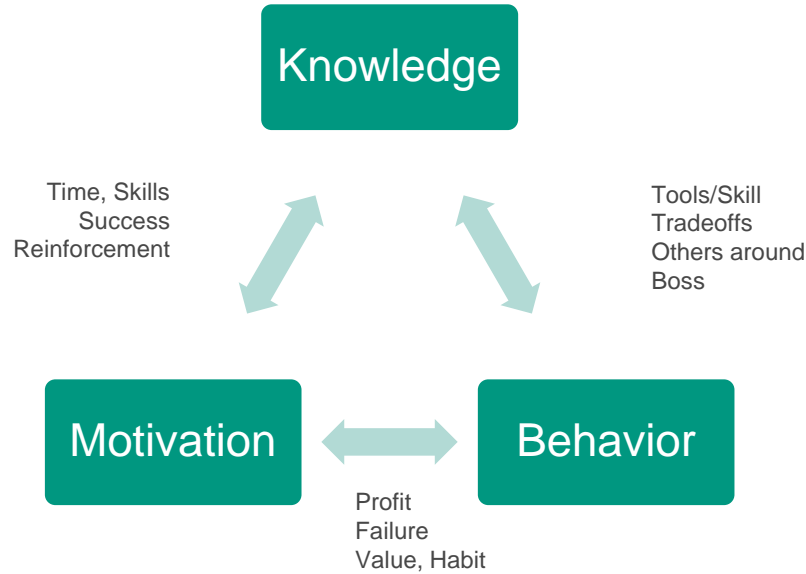 Knowledge
Time, Skills
Success
Reinforcement
Tools/Skill
Tradeoffs
Others around
Boss
Motivation
Behavior
Profit
Failure
Value, Habit